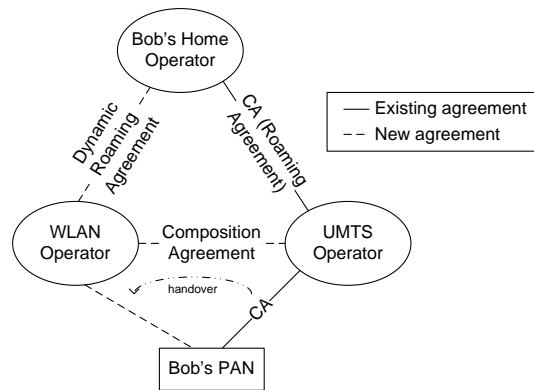 Bob's Home
Operator
Dynamic
Roaming
Agreement
CA (Roaming
Agreement)
Existing agreement
New agreement
WLAN
Operator
Composition
Agreement
UMTS
Operator
handover
CA
Bob's PAN